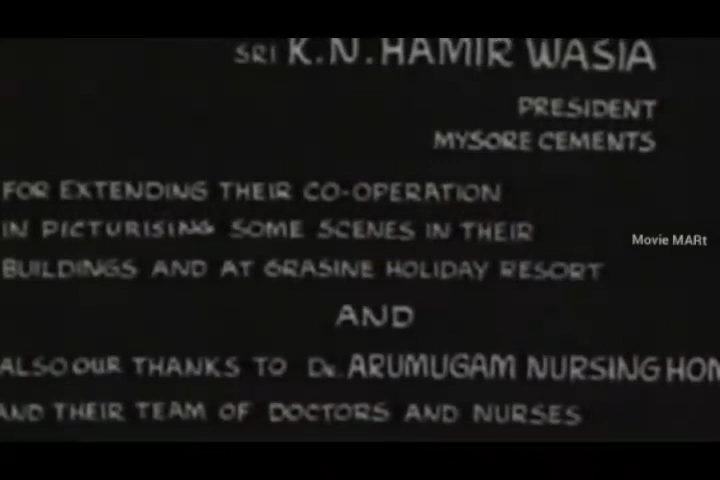 SRI K.N.HAMIR WASIA
PRESIDENT
MYSORE CEMENTS
FOR EXTENDING THEIR CO-OPERATION
IN PICTURISING SOME SCENES IN THEIR
BUILDINGS AND AT GRASINE HOLIDAY RESORT
Movie MARt
AND
ALSO OUR THANKS TO DR. ARUMUGAM NURSING HOM
AND THEIR TEAM OF DOCTORS AND NURSES